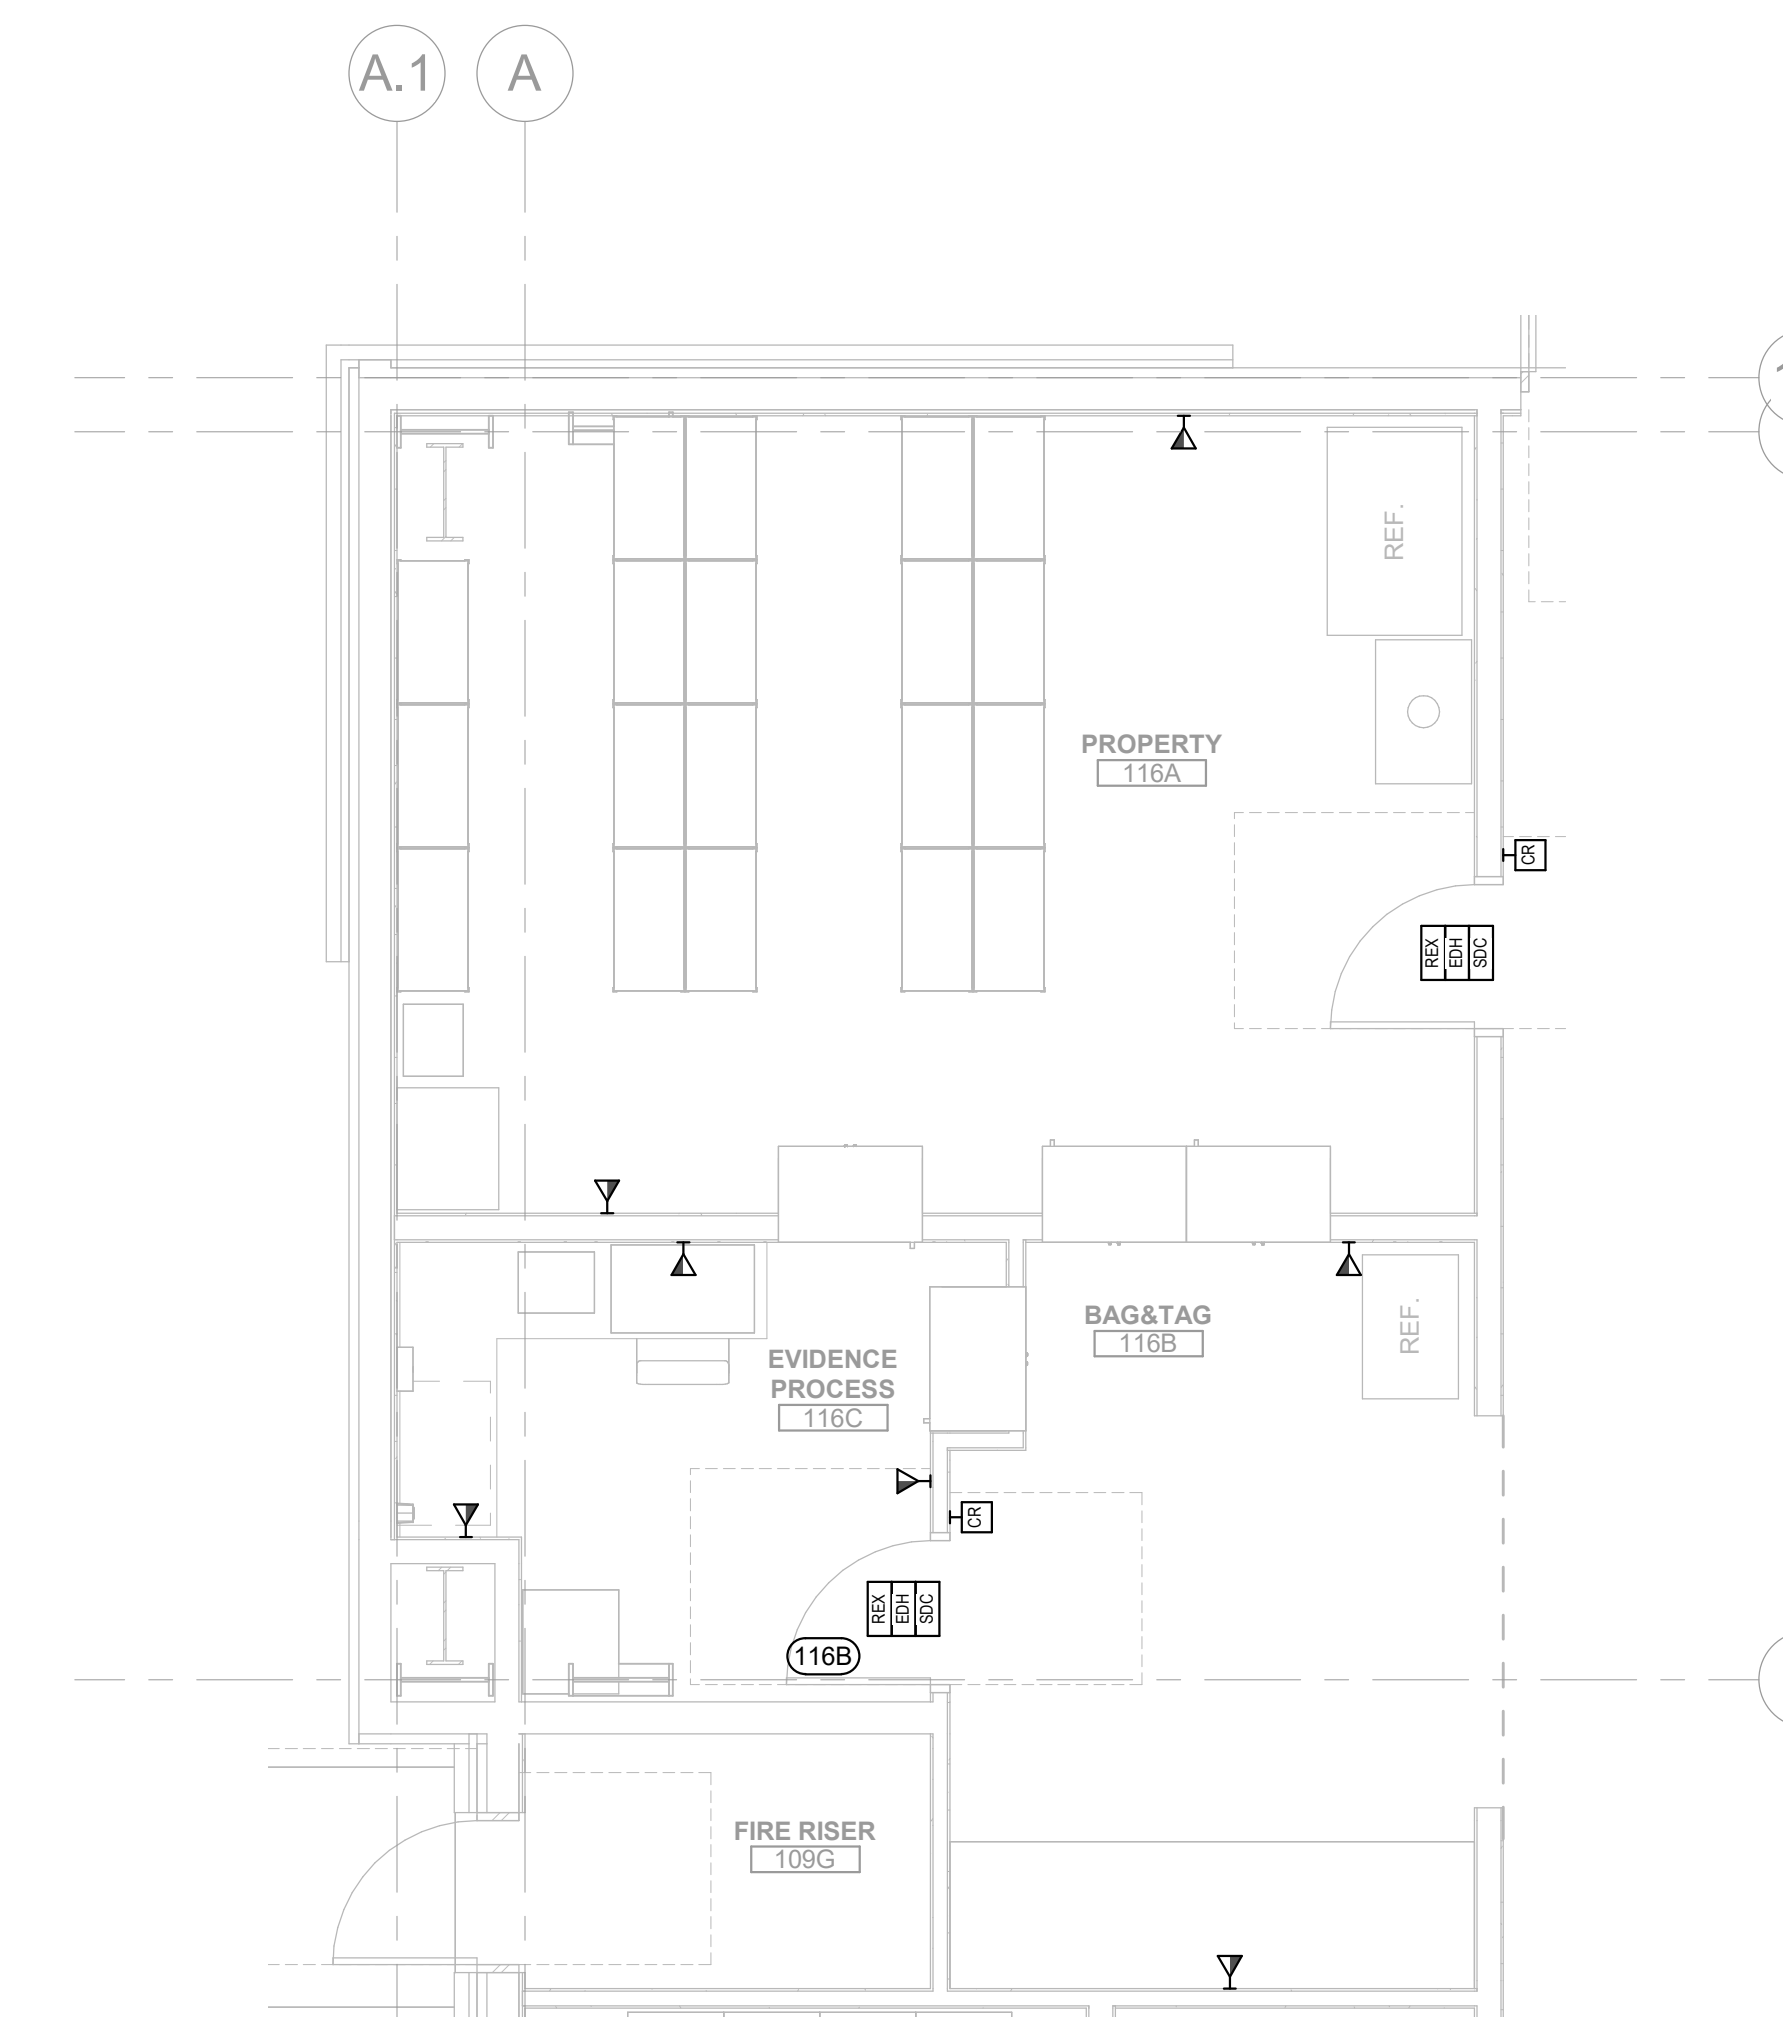 A.1
A
REF.
PROPERTY
116A
CR
REX
EDH
SDC
BAG&TAG
116B
REF.
EVIDENCE
PROCESS
116C
CR
REX
EDH
SDC
116B
FIRE RISER
109G